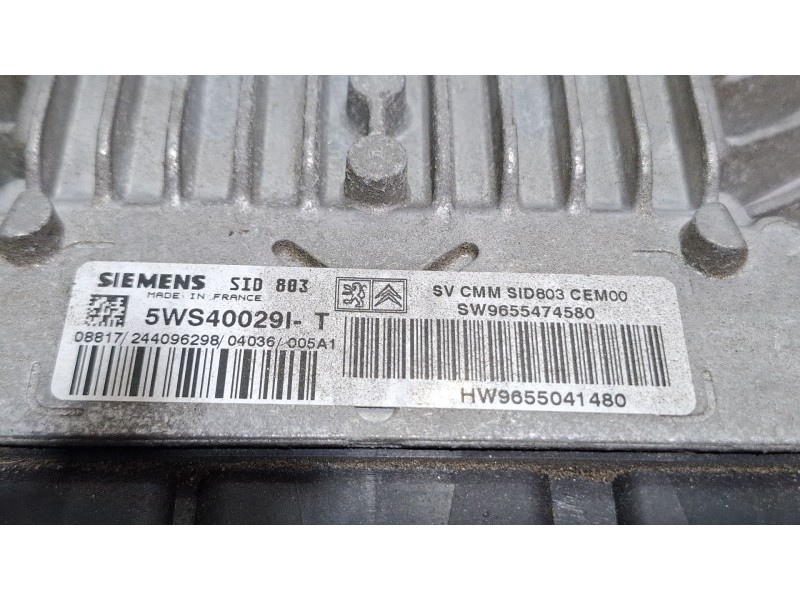 SIEMENS SID 803
MADE IN FRANCE
5WS40029I- T
08817/244096298/04036/005A1
SV CMM SID803 CEM00
SW9655474580
HW9655041480